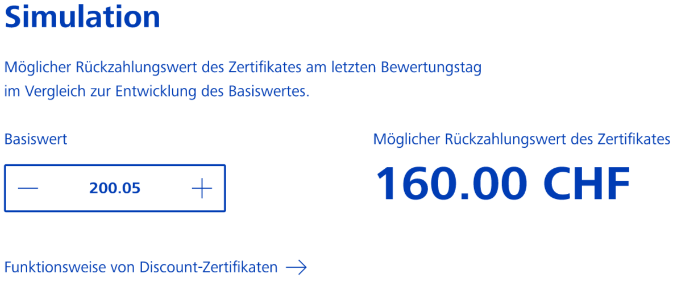 Simulation
Möglicher Rückzahlungswert des Zertifikates am letzten Bewertungstag
im Vergleich zur Entwicklung des Basiswertes.
Basiswert
Möglicher Rückzahlungswert des Zertifikates
— 200.05 +
160.00 CHF
Funktionsweise von Discount-Zertifikaten →